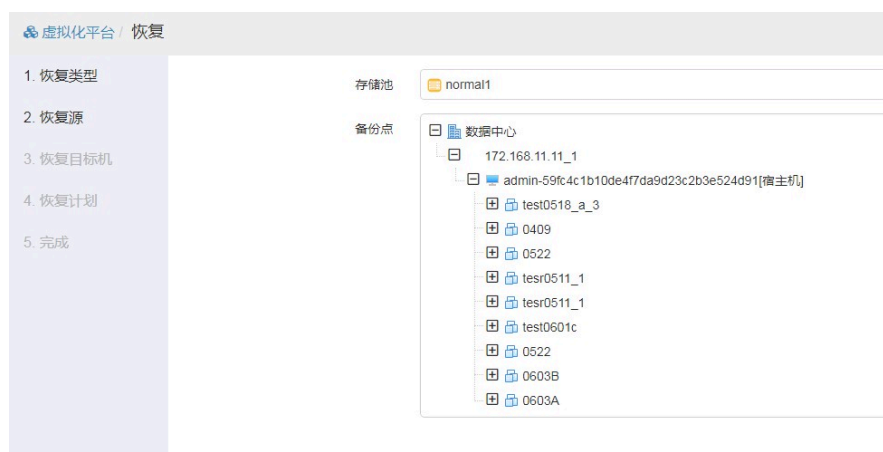 虚拟化平台 / 恢复
1. 恢复类型
2. 恢复源
3. 恢复目标机
4. 恢复计划
5. 完成
存储池
normal1
备份点
数据中心
172.168.11.11_1
admin-59fc4c1b10de4f7da9d23c2b3e524d91[宿主机]
test0518_a_3
0409
0522
tesr0511_1
tesr0511_1
test0601c
0522
0603B
0603A